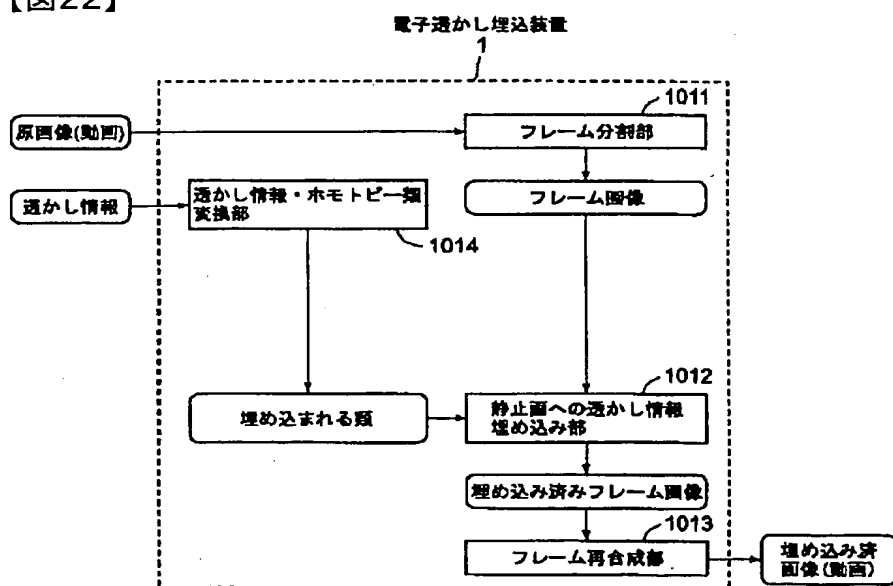 【図22】
電子透かし埋込装置
1
1011
原画像(動画)
フレーム分割部
透かし情報
透かし情報・ホモトピー類
変換部
フレーム画像
1014
1012
埋め込まれる類
静止画への透かし情報
埋め込み部
埋め込み済みフレーム画像
1013
フレーム再合成部
埋め込み済
画像(動画)